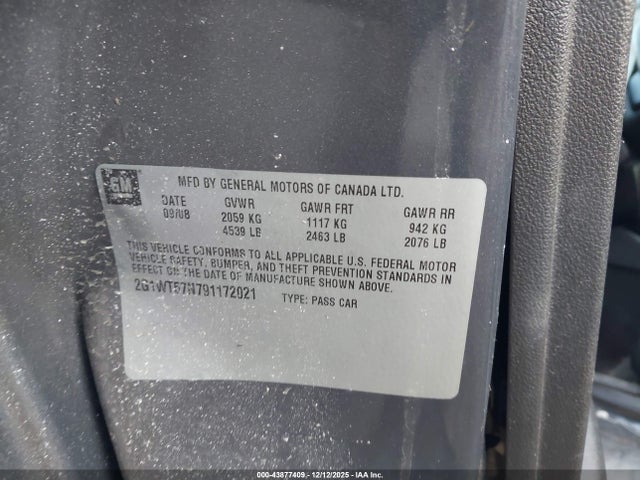 GM
MFD BY GENERAL MOTORS OF CANADA LTD.
DATE GVWR GAWR FRT GAWR RR
09/08 2059 KG 1117 KG 942 KG
4539 LB 2463 LB 2076 LB
THIS VEHICLE CONFORMS TO ALL APPLICABLE U.S. FEDERAL MOTOR
VEHICLE SAFETY, BUMPER, AND THEFT PREVENTION STANDARDS IN
EFFECT ON THE DATE OF MANUFACTURE SHOWN ABOVE.
2G1WT57N791172021 TYPE: PASS CAR
000-43877409 - 12/12/2025 - IAA Inc.